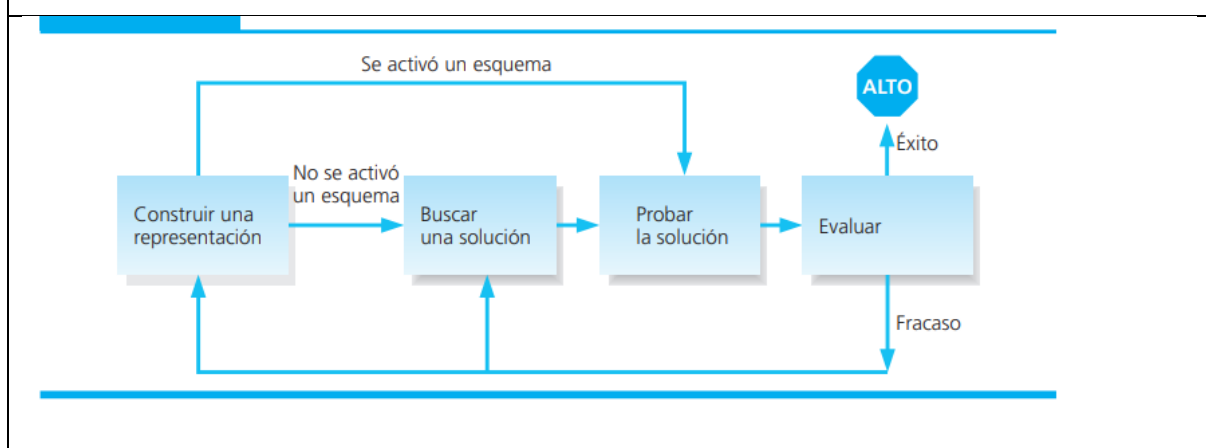 Se activó un esquema
ALTO
Éxito
No se activó
un esquema
Construir una
representación
Buscar
una solución
Probar
la solución
Evaluar
Fracaso